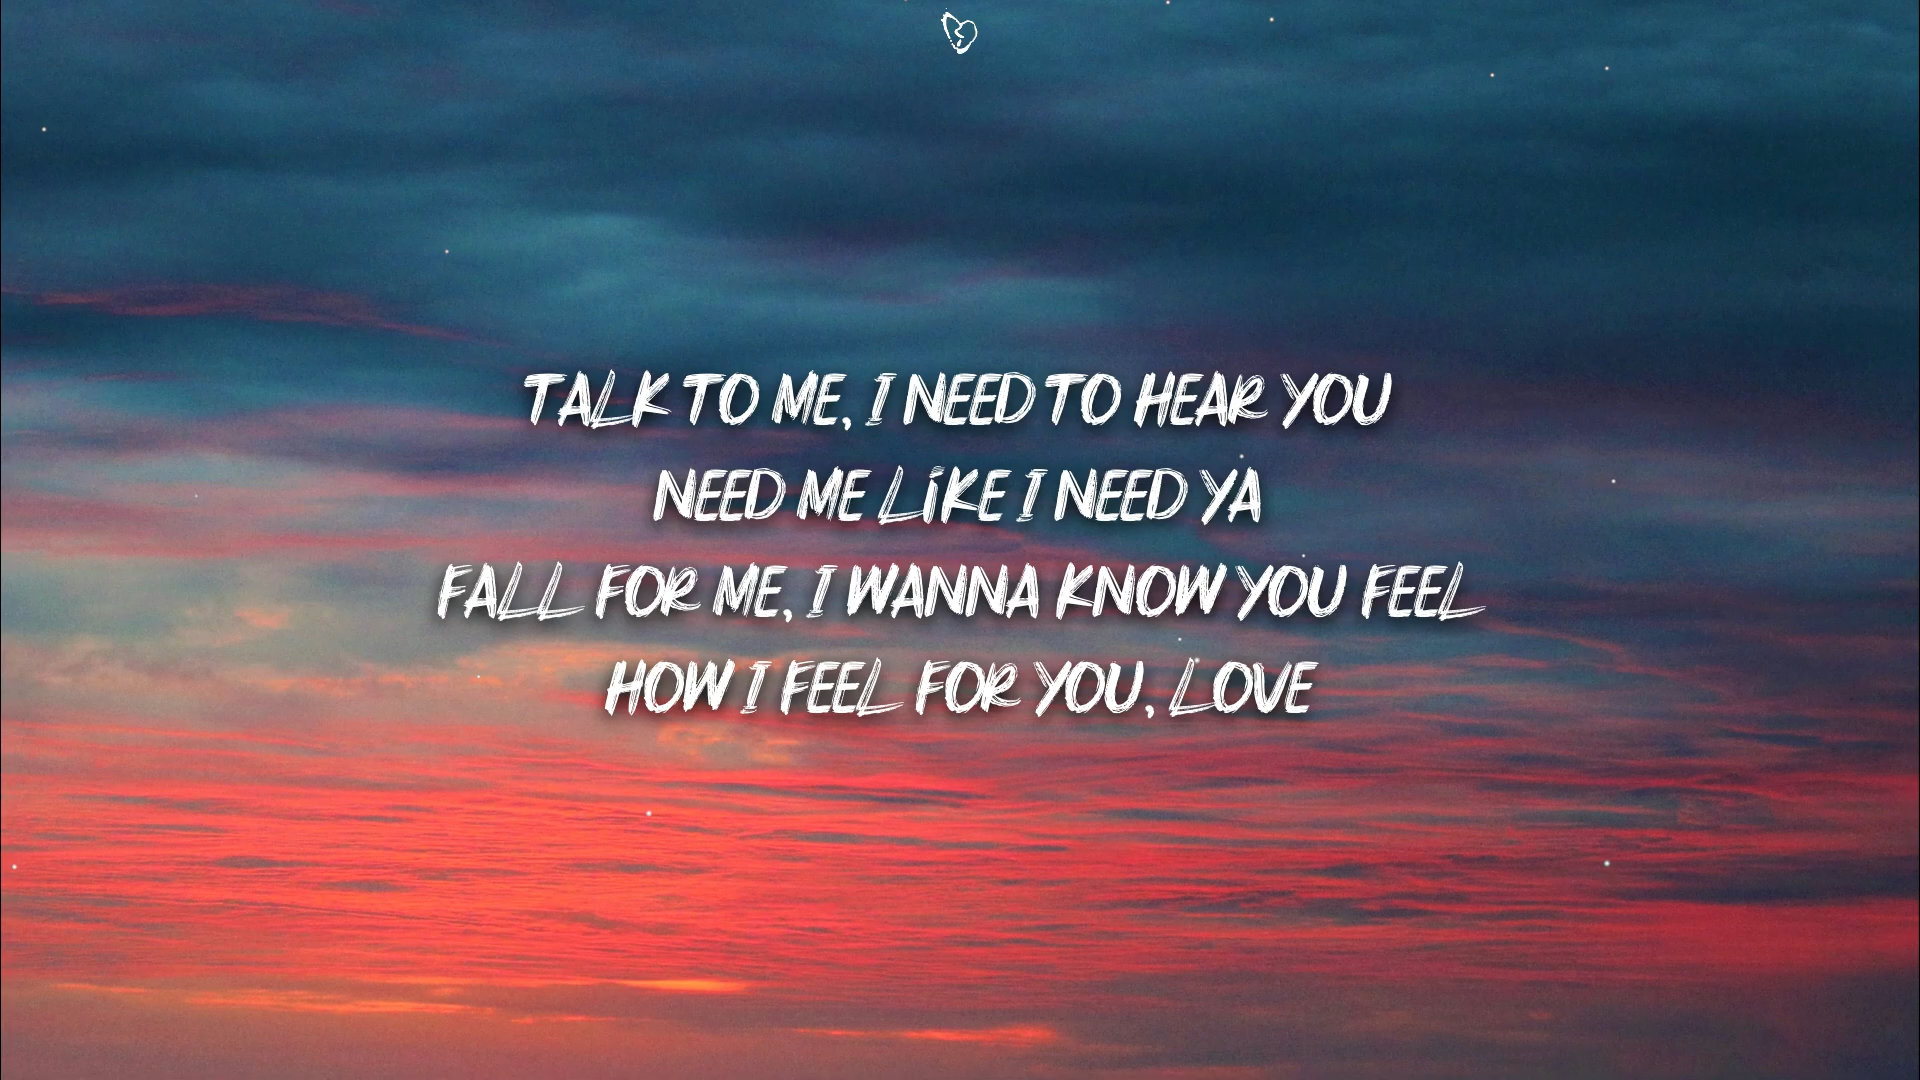 TALK TO ME, I NEED TO HEAR YOU
NEED ME LIKE I NEED YA
FALL FOR ME, I WANNA KNOW YOU FEEL
HOW I FEEL FOR YOU, LOVE